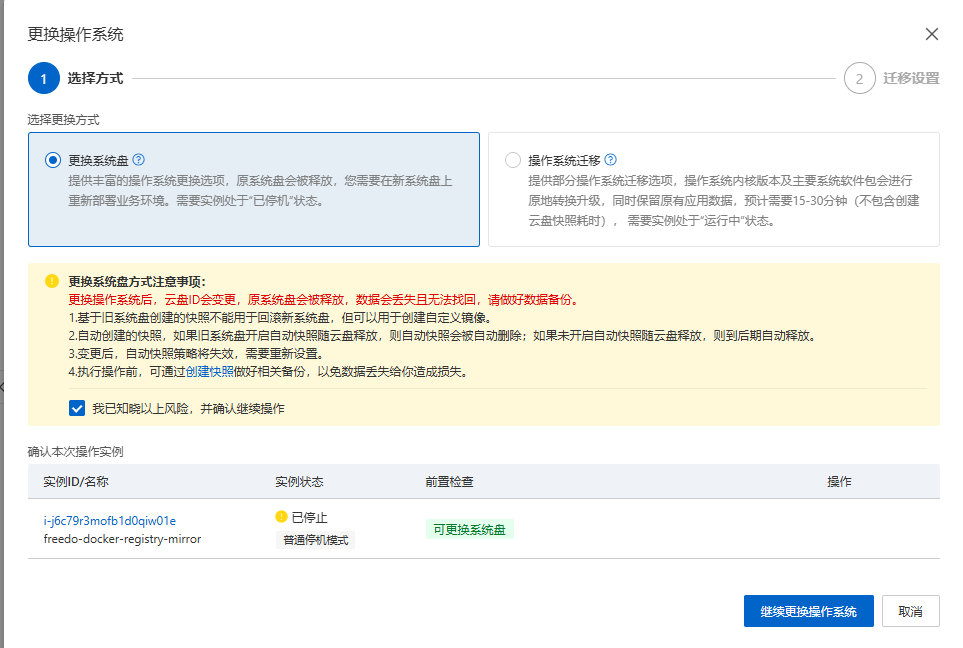 更换操作系统
1 选择方式
2 迁移设置
选择更换方式
更换系统盘
提供丰富的操作系统更换选项，原系统盘会被释放，您需要在新系统盘上
重新部署业务环境。需要实例处于“已停机”状态。
操作系统迁移
提供部分操作系统迁移选项，操作系统内核版本及主要系统软件包会进行
原地转换升级，同时保留原有应用数据，预计需要15-30分钟（不包含创建
云盘快照耗时）， 需要实例处于“运行中”状态。
更换系统盘方式注意事项：
更换操作系统后，云盘ID会变更，原系统盘会被释放，数据会丢失且无法找回，请做好数据备份。
1.基于旧系统盘创建的快照不能用于回滚新系统盘，但可以用于创建自定义镜像。
2.自动创建的快照，如果旧系统盘开启自动快照随云盘释放，则自动快照会被自动删除；如果未开启自动快照随云盘释放，则到后期自动释放。
3.变更后，自动快照策略将失效，需要重新设置。
4.执行操作前，可通过创建快照做好相关备份，以免数据丢失给你造成损失。
我已知晓以上风险，并确认继续操作
确认本次操作实例
实例ID/名称 实例状态 前置检查 操作
i-j6c79r3mofb1d0qiw01e
freedo-docker-registry-mirror
已停止
普通停机模式
可更换系统盘
继续更换操作系统 取消